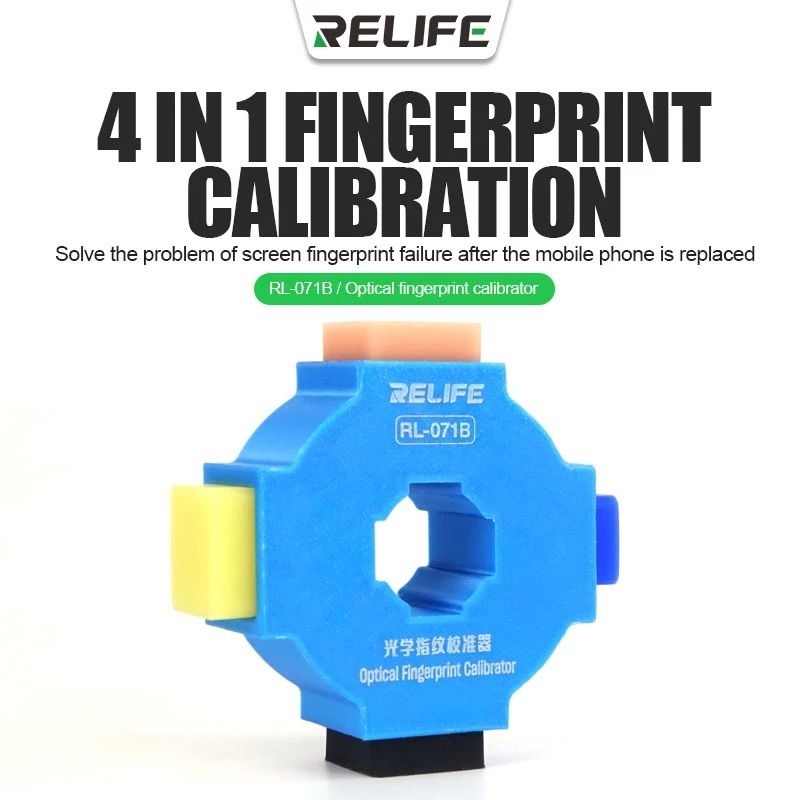 RELIFE
4 IN 1 FINGERPRINT
CALIBRATION
Solve the problem of screen fingerprint failure after the mobile phone is replaced
RL-071B / Optical fingerprint calibrator
RELIFE
RL-071B
光学指纹校准器
Optical Fingerprint Calibrator